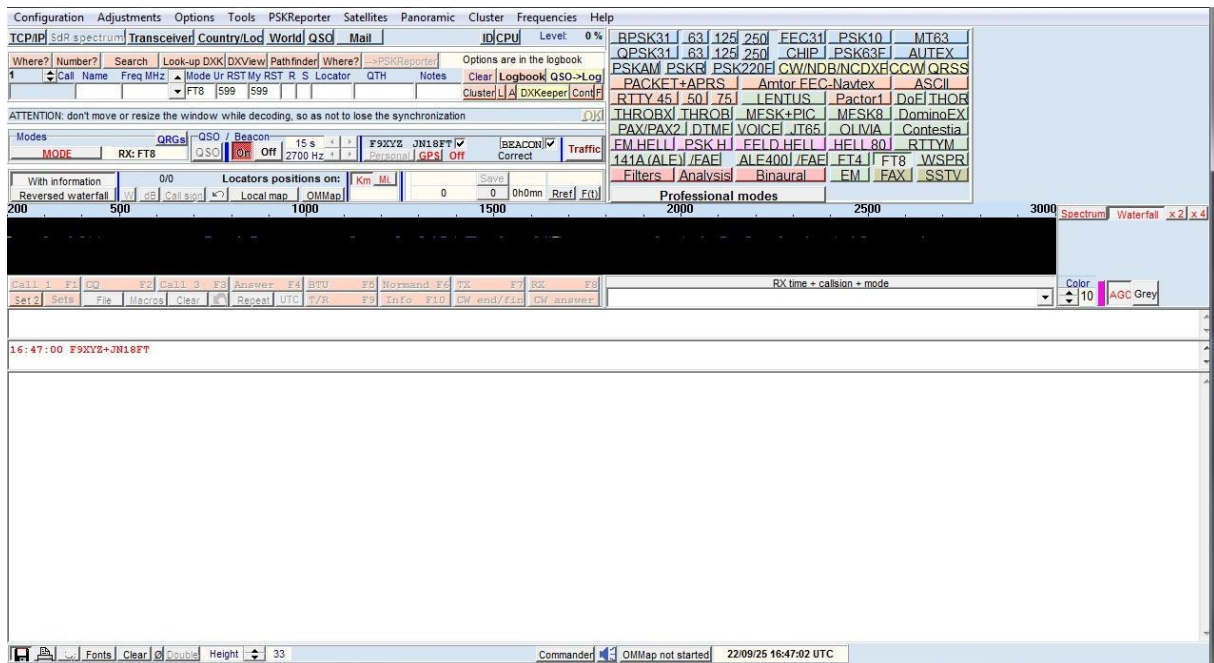 Configuration Adjustments Options Tools PSKReporter Satellites Panoramic Cluster Frequencies Help
TCP/IP SdR spectrum Transceiver Country/Loc World QSO Mail ID CPU Level: 0 %
Where? Number? Search Look-up DXK DXView Pathfinder Where? -->PSKReporter Options are in the logbook
1 Call Name Freq MHz Mode Ur RST My RST R S Locator QTH Notes Clear Logbook QSO->Log
FT8 599 599 Cluster L A DXKeeper Cont F
ATTENTION: don't move or resize the window while decoding, so as not to lose the synchronization OK
Modes QRGs QSO / Beacon 15 s F9XYZ JN18FT BEACON Traffic
MODE RX: FT8 QSO On Off 2700 Hz Personal GPS Off Correct
With information 0/0 Locators positions on: Km Mi. Save
Reversed waterfall W dB Call sign Local map OMMap 0 0 0h0mn Rref F(t)
BPSK31 63 125 250 FEC31 PSK10 MT63
QPSK31 63 125 250 CHIP PSK63F AUTEX
PSKAM PSKR PSK220F CW/NDB/NCDXF CCW QRSS
PACKET+APRS Amtor FEC-Navtex ASCII
RTTY 45 50 75 LENTUS Pactor1 DoF THOR
THROBX THROB MFSK+PIC MFSK8 DominoEX
PAX/PAX2 DTMF VOICE JT65 OLIVIA Contestia
FM HELL PSK H FELD HELL HELL 80 RTTYM
141A (ALE) /FAE ALE400 /FAE FT4 FT8 WSPR
Filters Analysis Binaural EM FAX SSTV
Professional modes
200 500 1000 1500 2000 2500 3000 Spectrum Waterfall x 2 x 4
Call 1 F1 CQ F2 Call 3 F3 Answer F4 BTU F5 Normand F6 TX F7 RX F8 RX time + callsion + mode Color
Set 2 Sets File Macros Clear Repeat UTC T/R F9 Info F10 CW end/fin CW answer 10 AGC Grey
16:47:00 F9XYZ+JN18FT
Fonts Clear Ø Double Height 33 Commander OMMap not started 22/09/25 16:47:02 UTC